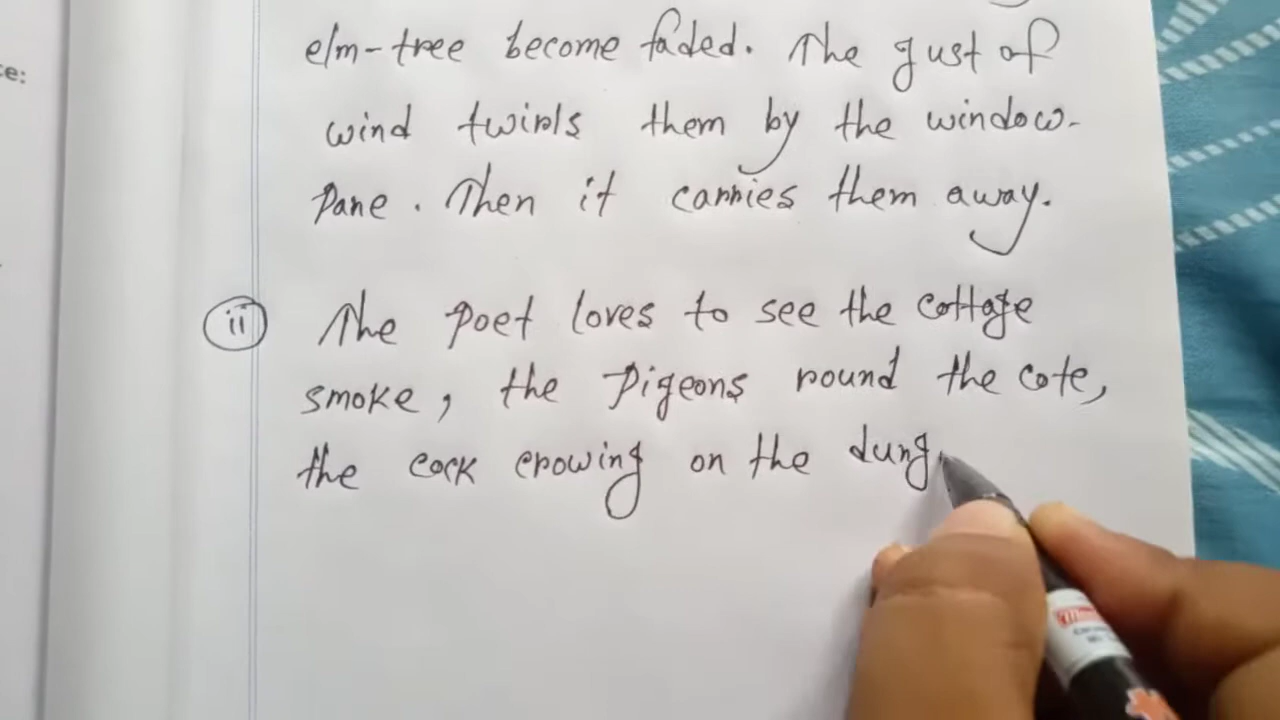 e:
elm-tree become faded. The gust of
wind twirls them by the window-
pane. Then it carries them away.
ii The poet loves to see the cottage
smoke, the pigeons round the cote,
the cock crowing on the dung